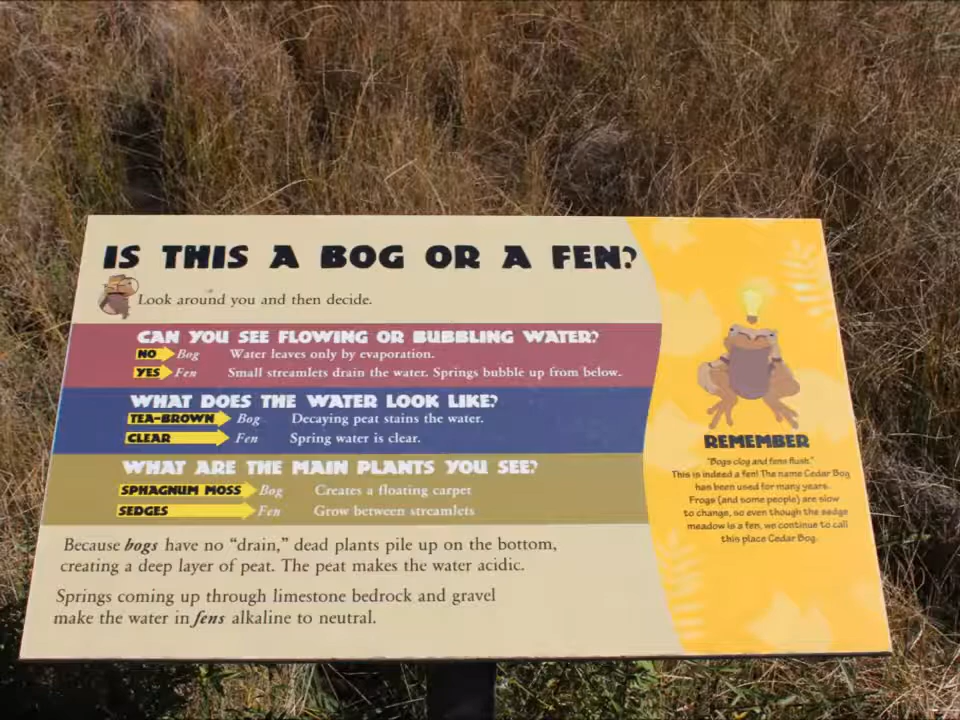 IS THIS A BOG OR A FEN?
Look around you and then decide.
CAN YOU SEE FLOWING OR BUBBLING WATER?
NO Bog Water leaves only by evaporation.
YES Fen Small streamlets drain the water. Springs bubble up from below.
WHAT DOES THE WATER LOOK LIKE?
TEA-BROWN Bog Decaying peat stains the water.
CLEAR Fen Spring water is clear.
WHAT ARE THE MAIN PLANTS YOU SEE?
SPHAGNUM MOSS Bog Creates a floating carpet
SEDGES Fen Grow between streamlets
Because bogs have no “drain,” dead plants pile up on the bottom,
creating a deep layer of peat. The peat makes the water acidic.
Springs coming up through limestone bedrock and gravel
make the water in fens alkaline to neutral.
REMEMBER
"Bogs clog and fens flush."
This is indeed a fen! The name Cedar Bog
has been used for many years.
Frogs (and some people) are slow
to change, so even though the sedge
meadow is a fen, we continue to call
this place Cedar Bog.